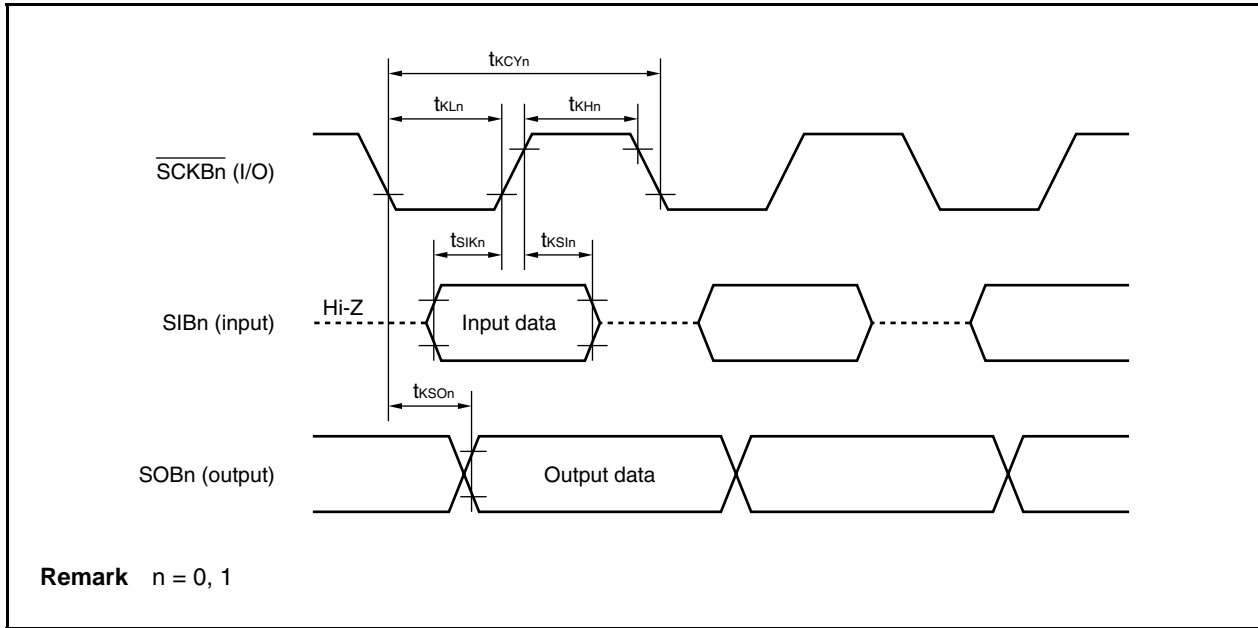 tKCYn
tKLn
tKHn
SCKBn (I/O)
tSIKn
tKSIn
Hi-Z
SIBn (input)
Input data
tKSOn
SOBn (output)
Output data
Remark n = 0, 1